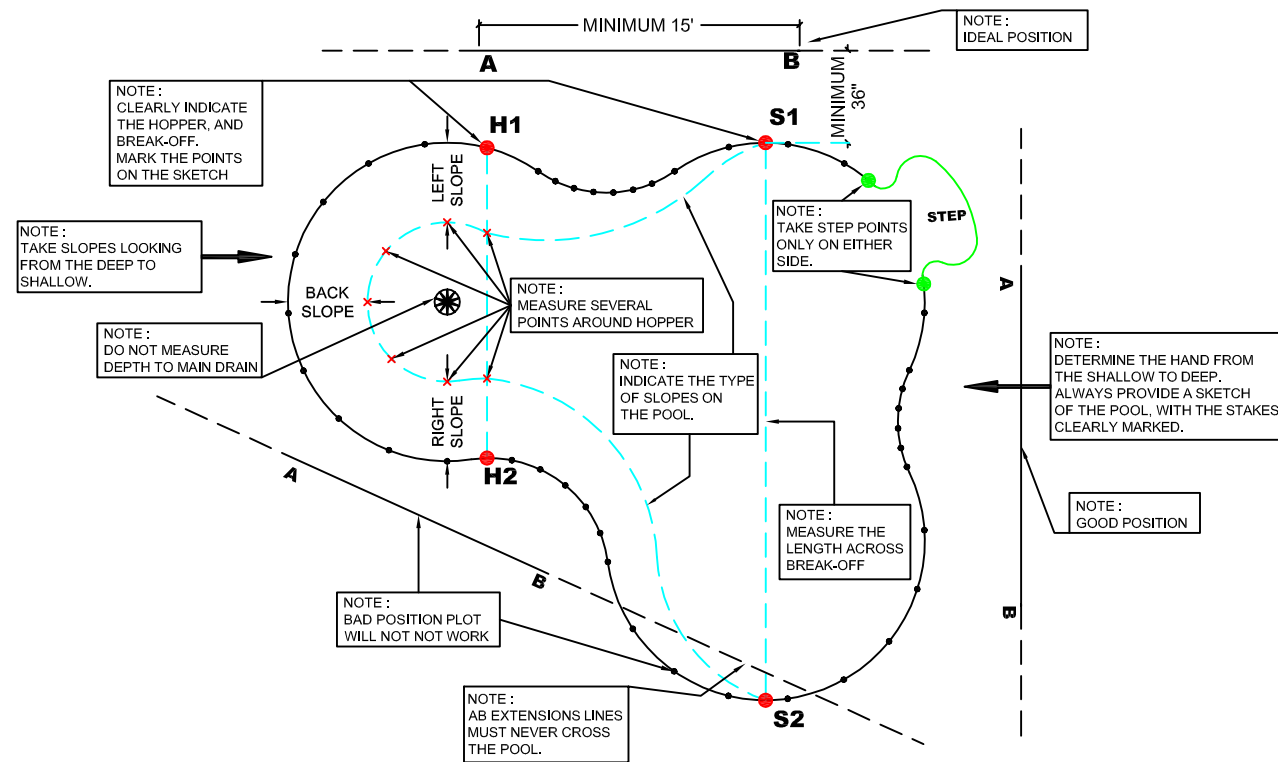 MINIMUM 15'
NOTE :
IDEAL POSITION
A
B
MINIMUM
36"
NOTE :
CLEARLY INDICATE
THE HOPPER, AND
BREAK-OFF.
MARK THE POINTS
ON THE SKETCH
H1
S1
LEFT
SLOPE
STEP
NOTE :
TAKE STEP POINTS
ONLY ON EITHER
SIDE.
NOTE :
TAKE SLOPES LOOKING
FROM THE DEEP TO
SHALLOW.
BACK
SLOPE
NOTE :
MEASURE SEVERAL
POINTS AROUND HOPPER
A
NOTE :
DO NOT MEASURE
DEPTH TO MAIN DRAIN
NOTE :
INDICATE THE TYPE
OF SLOPES ON
THE POOL.
NOTE :
DETERMINE THE HAND FROM
THE SHALLOW TO DEEP.
ALWAYS PROVIDE A SKETCH
OF THE POOL, WITH THE STAKES
CLEARLY MARKED.
RIGHT
SLOPE
H2
A
NOTE :
GOOD POSITION
NOTE :
MEASURE THE
LENGTH ACROSS
BREAK-OFF
B
B
NOTE :
BAD POSITION PLOT
WILL NOT NOT WORK
NOTE :
AB EXTENSIONS LINES
MUST NEVER CROSS
THE POOL.
S2